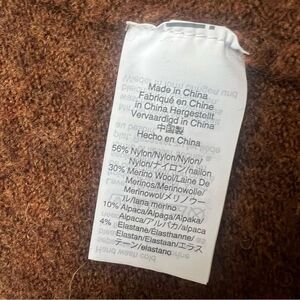 Made in China
Fabriqué en Chine
in China Hergestellt
Vervaardigd in China
中国製
Hecho en China
56% Nylon/Nylon/Nylon/
Nylon/ナイロン/nailon
30% Merino Wool/Laine De
Merinos/Merinowolle/
Merinowol/メリノウー
ル/lana merino
10% Alpaca/Alpaga/Alpaka/
Alpaca/アルパカ/alpaca
4% Elastane/Elasthanne/
Elastan/Elastaan/エラス
テーン/elastano